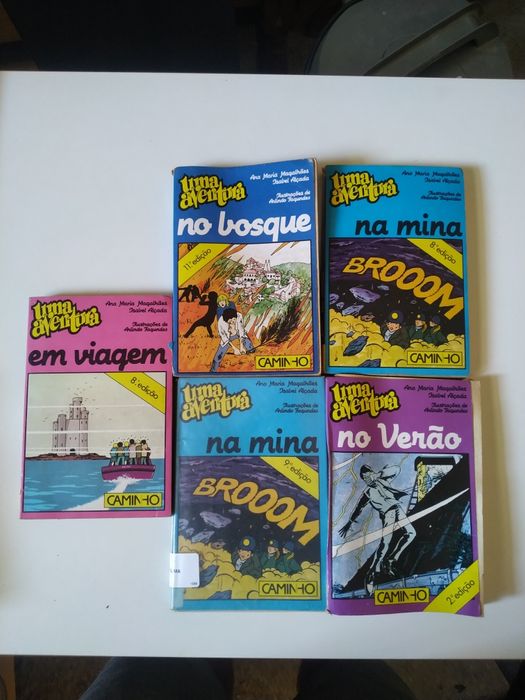 uma
aventura
Ana Maria Magalhães
Isabel Alçada
Ilustrações de
Arlindo Fagundes
no bosque
11ª edição
CAMINHO
uma
aventura
Ana Maria Magalhães
Isabel Alçada
Ilustrações de
Arlindo Fagundes
na mina
8ª edição
BROOOM
CAMINHO
uma
aventura
Ana Maria Magalhães
Isabel Alçada
Ilustrações de
Arlindo Fagundes
em viagem
8ª edição
CAMINHO
uma
aventura
Ana Maria Magalhães
Isabel Alçada
Ilustrações de
Arlindo Fagundes
na mina
9ª edição
BROOOM
CAMINHO
uma
aventura
Ana Maria Magalhães
Isabel Alçada
Ilustrações de
Arlindo Fagundes
no Verão
CAMINHO
2ª edição